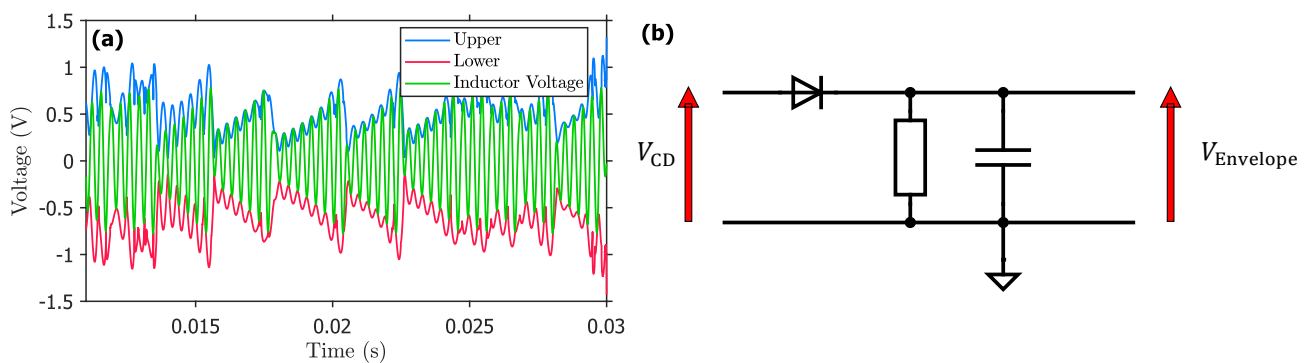 (a)
Upper
Lower
Inductor Voltage
1.5
1
0.5
0
-0.5
-1
-1.5
Voltage (V)
0.015
0.02
0.025
0.03
Time (s)
(b)
V_CD
V_Envelope